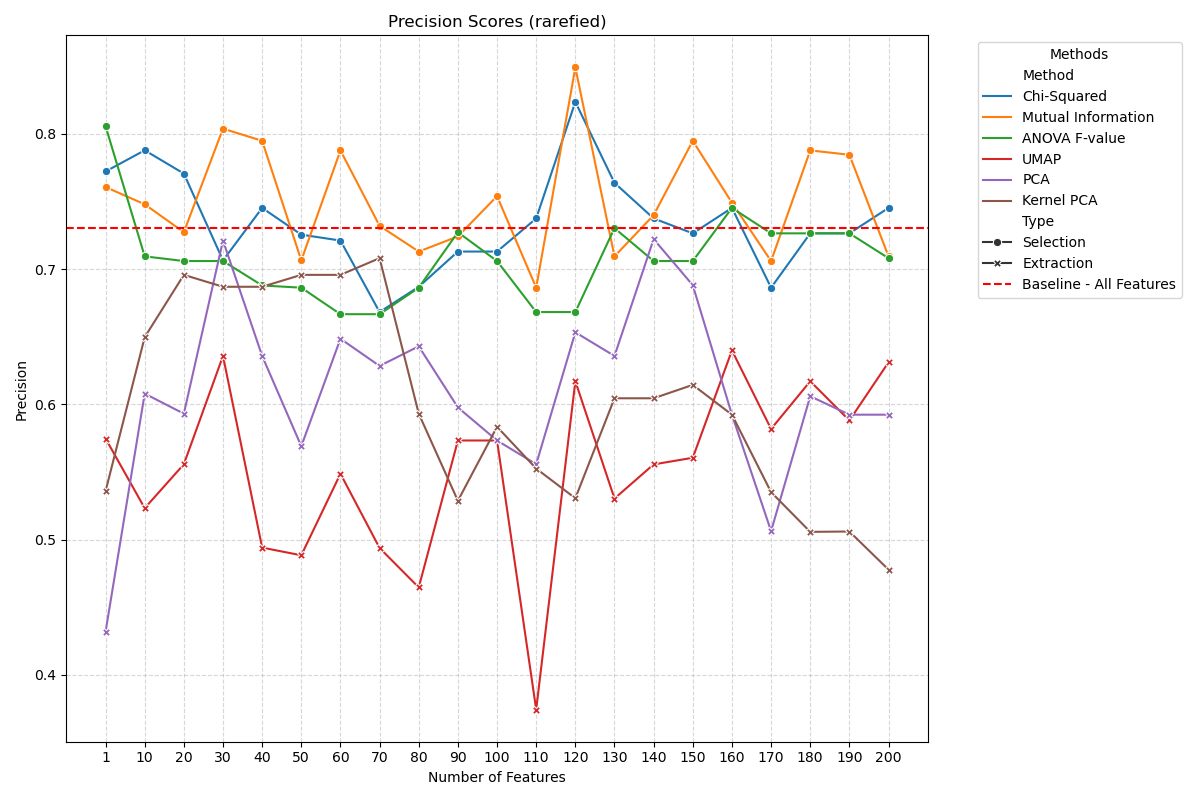 Precision Scores (rarefied)
Methods
Method
Chi-Squared
Mutual Information
ANOVA F-value
UMAP
PCA
Kernel PCA
Type
Selection
Extraction
Baseline - All Features
Precision
0.8
0.7
0.6
0.5
0.4
1 10 20 30 40 50 60 70 80 90 100 110 120 130 140 150 160 170 180 190 200
Number of Features